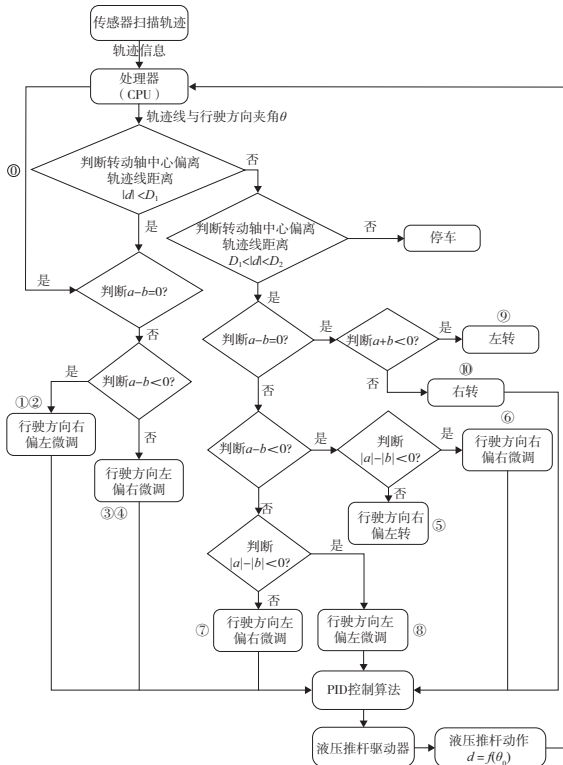 传感器扫描轨迹
轨迹信息
处理器
（CPU）
轨迹线与行驶方向夹角θ
⓪
判断转动轴中心偏离
轨迹线距离
|d|<D₁
否
是
判断转动轴中心偏离
轨迹线距离
D₁<|d|<D₂
否
停车
是
判断a−b=0?
是
否
判断a−b=0?
是
判断a+b<0?
是
⑨
左转
否
⑩
右转
判断a−b<0?
是
①②
行驶方向右
偏左微调
否
行驶方向左
偏右微调
③④
否
判断a−b<0?
是
判断
|a|−|b|<0?
是
⑥
行驶方向右
偏右微调
否
行驶方向右
偏左转
⑤
否
判断
|a|−|b|<0?
是
否
⑦
行驶方向左
偏右微调
行驶方向左
偏左微调
⑧
PID控制算法
液压推杆驱动器
液压推杆动作
d=f(θ₀)